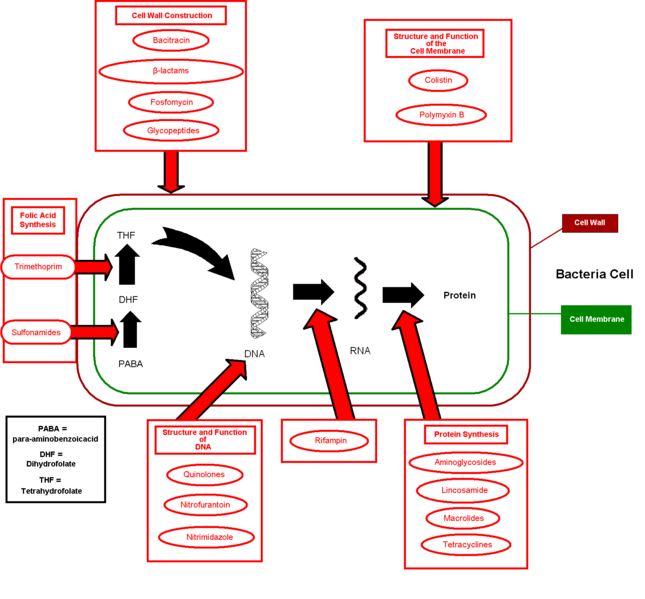 Cell Wall Construction
Bacitracin
β-lactams
Fosfomycin
Glycopeptides
Structure and Function
of the
Cell Membrane
Colistin
Polymyxin B
Folic Acid
Synthesis
Trimethoprim
Sulfonamides
THF
DHF
PABA
DNA
RNA
Protein
Cell Wall
Bacteria Cell
Cell Membrane
PABA =
para-aminobenzoicacid
DHF =
Dihydrofolate
THF =
Tetrahydrofolate
Structure and Function
of
DNA
Quinolones
Nitrofurantoin
Nitrimidazole
Rifampin
Protein Synthesis
Aminoglycosides
Lincosamide
Macrolides
Tetracyclines